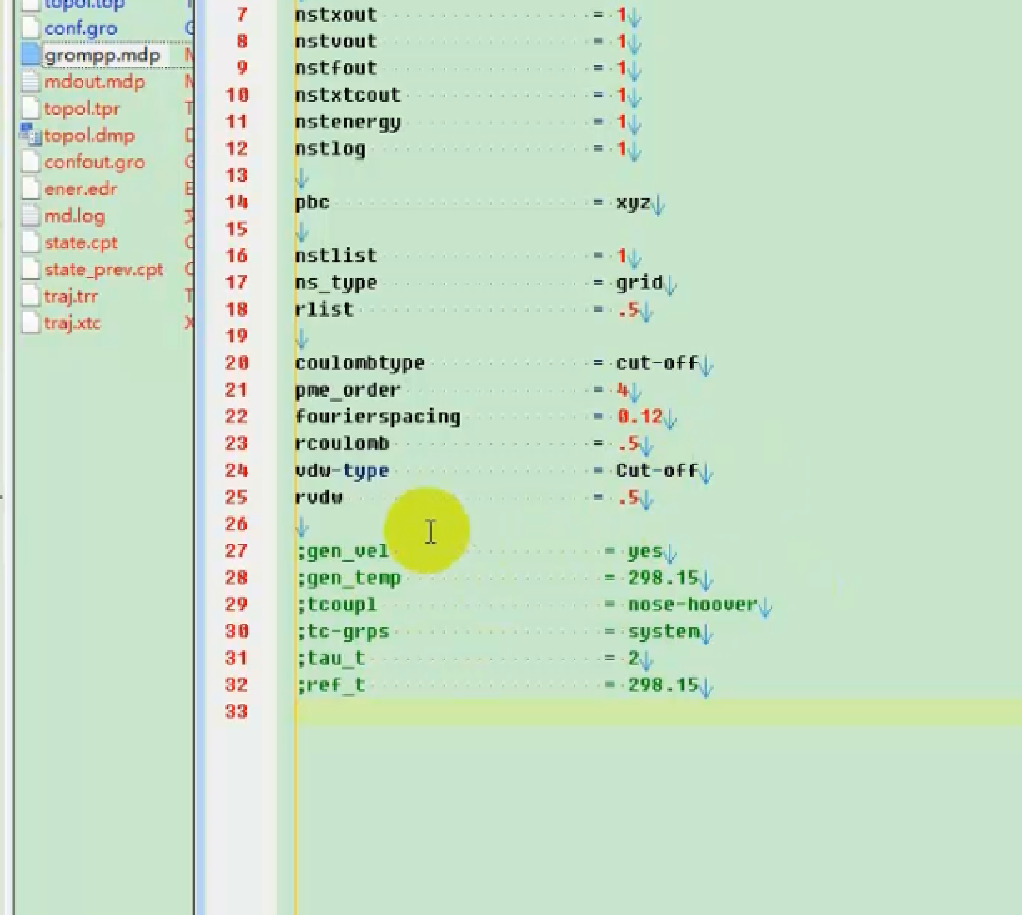 topol.top
conf.gro
grompp.mdp
mdout.mdp
topol.tpr
topol.dmp
confout.gro
ener.edr
md.log
state.cpt
state_prev.cpt
traj.trr
traj.xtc
7 nstxout = 1
8 nstvout = 1
9 nstfout = 1
10 nstxtcout = 1
11 nstenergy = 1
12 nstlog = 1
13
14 pbc = xyz
15
16 nstlist = 1
17 ns_type = grid
18 rlist = .5
19
20 coulombtype = cut-off
21 pme_order = 4
22 fourierspacing = 0.12
23 rcoulomb = .5
24 vdw-type = Cut-off
25 rvdw = .5
26
27 ;gen_vel = yes
28 ;gen_temp = 298.15
29 ;tcoupl = nose-hoover
30 ;tc-grps = system
31 ;tau_t = 2
32 ;ref_t = 298.15
33